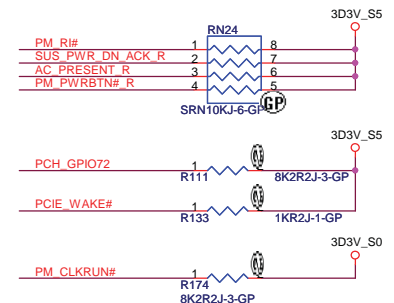 3D3V_S5
RN24
PM_RI# 1 8
SUS_PWR_DN_ACK_R 2 7
AC_PRESENT_R 3 6
PM_PWRBTN#_R 4 5
GP
SRN10KJ-6-GP
3D3V_S5
PCH_GPIO72 1
R111 8K2R2J-3-GP
PCIE_WAKE# 1
R133 1KR2J-1-GP
3D3V_S0
PM_CLKRUN# 1
R174
8K2R2J-3-GP